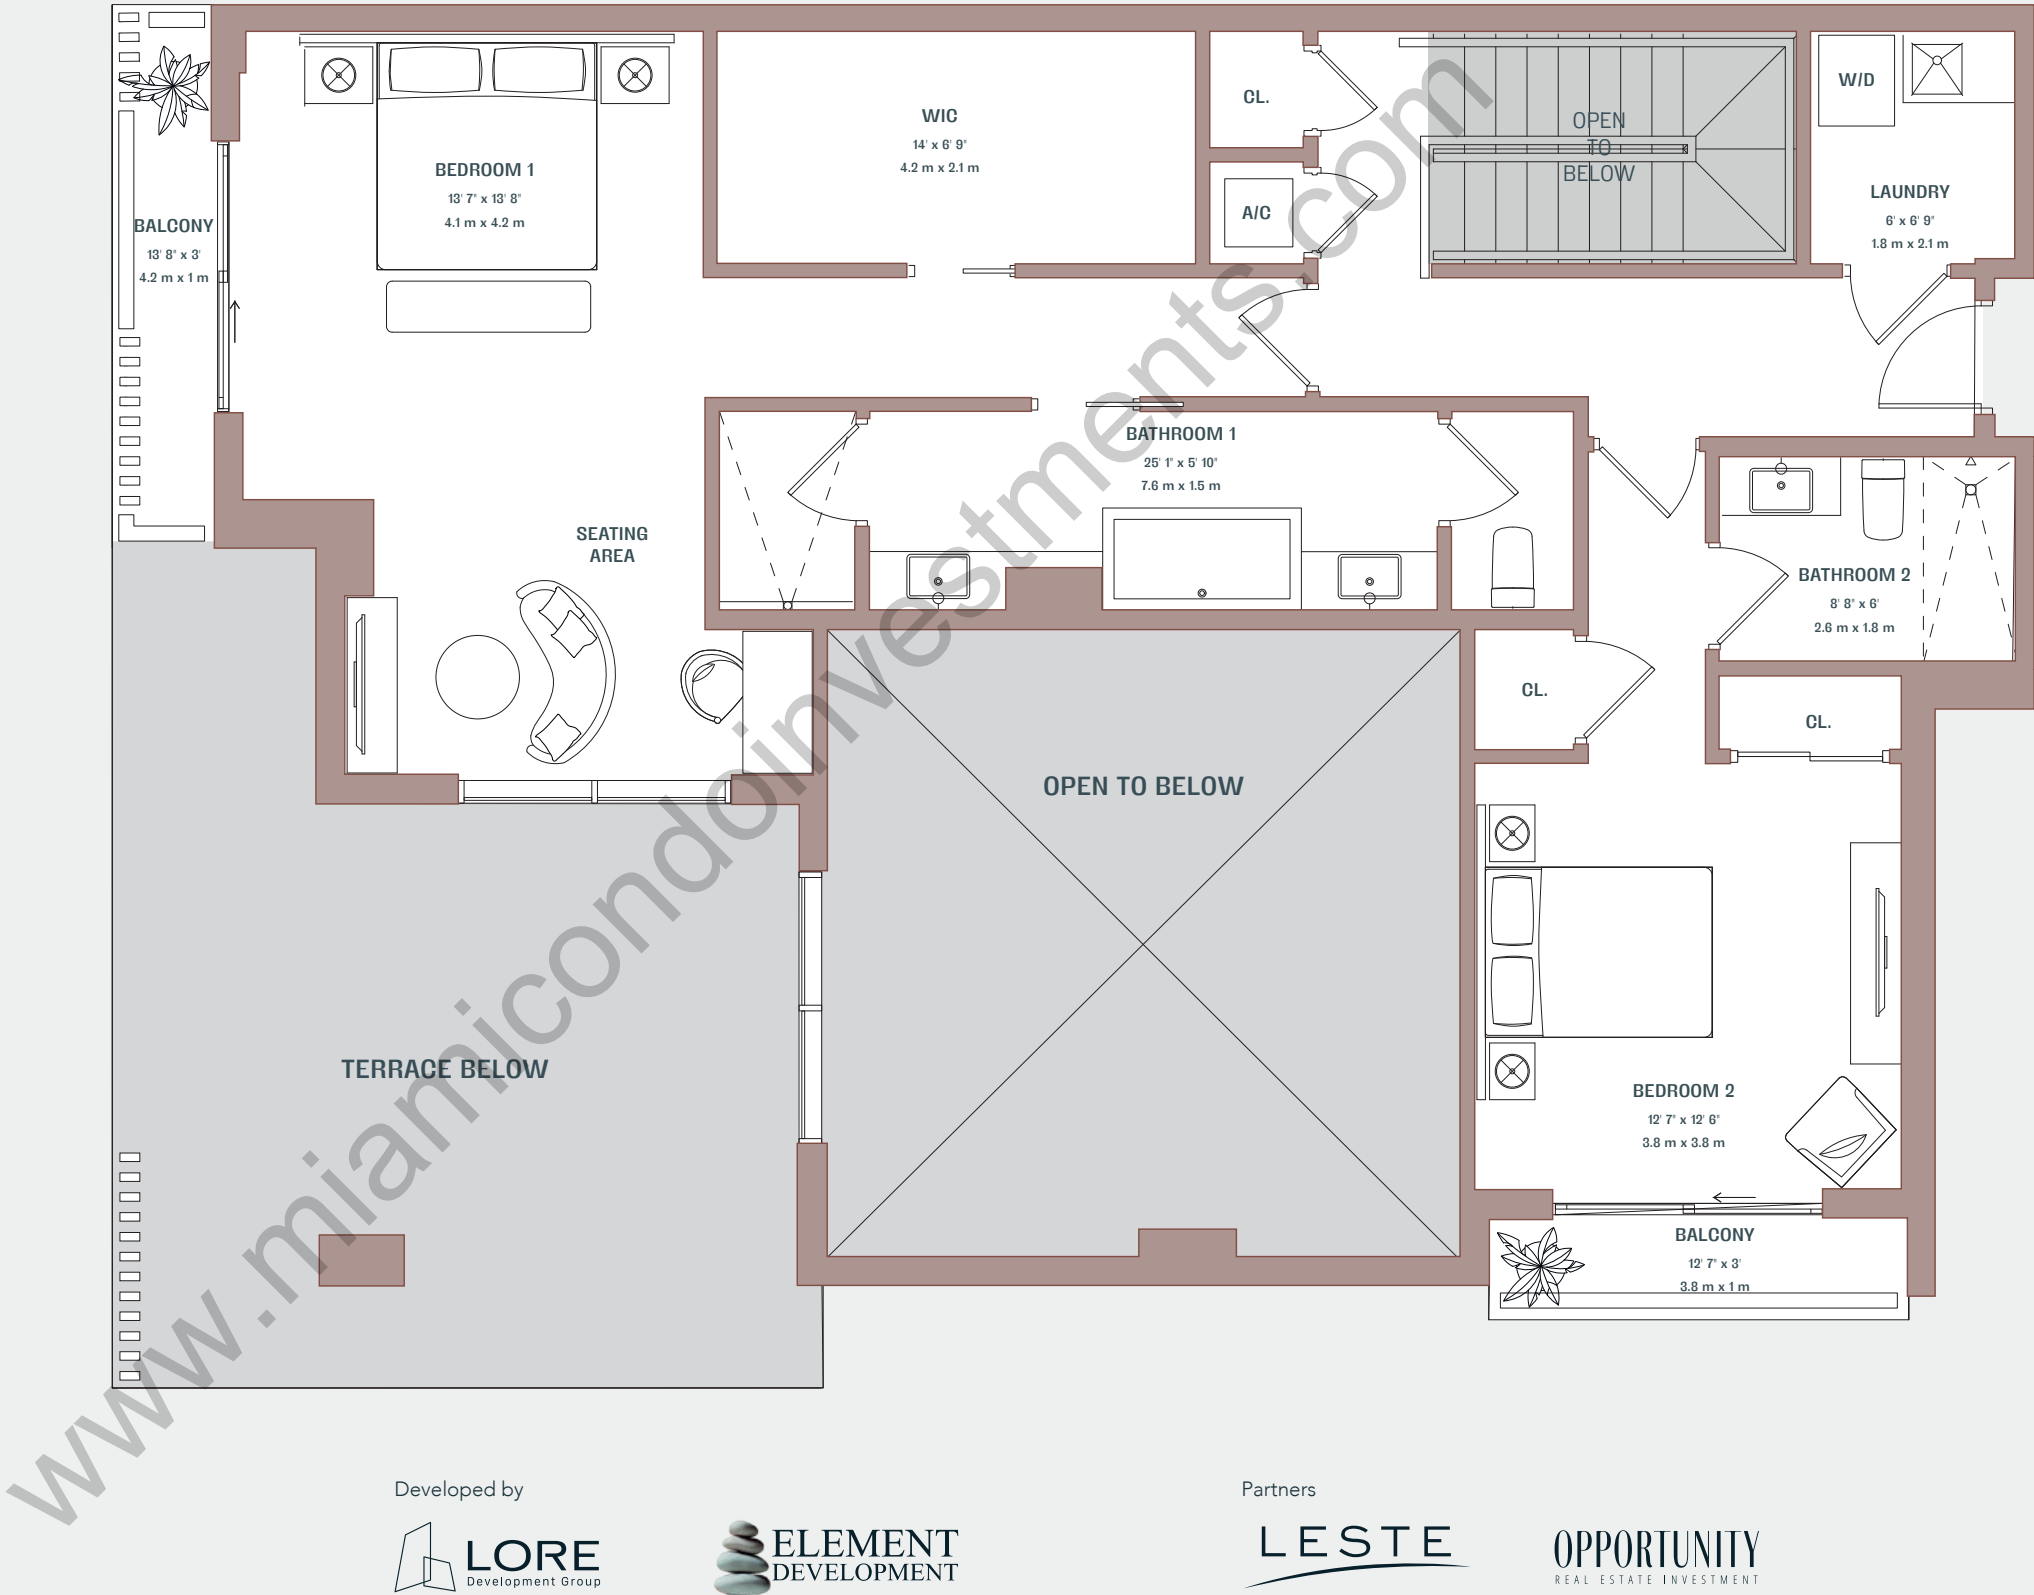 BEDROOM 1
13' 7" x 13' 8"
4.1 m x 4.2 m
WIC
14' x 6' 9"
4.2 m x 2.1 m
CL.
A/C
OPEN
TO
BELOW
W/D
LAUNDRY
6' x 6' 9"
1.8 m x 2.1 m
BALCONY
13' 8" x 3'
4.2 m x 1 m
BATHROOM 1
25' 1" x 5' 10"
7.6 m x 1.5 m
SEATING
AREA
BATHROOM 2
8' 8" x 6'
2.6 m x 1.8 m
CL.
CL.
OPEN TO BELOW
TERRACE BELOW
BEDROOM 2
12' 7" x 12' 6"
3.8 m x 3.8 m
BALCONY
12' 7" x 3'
3.8 m x 1 m
www.miamicondoinvestments.com
Developed by
LORE
Development Group
ELEMENT
DEVELOPMENT
Partners
LESTE
OPPORTUNITY
REAL ESTATE INVESTMENT